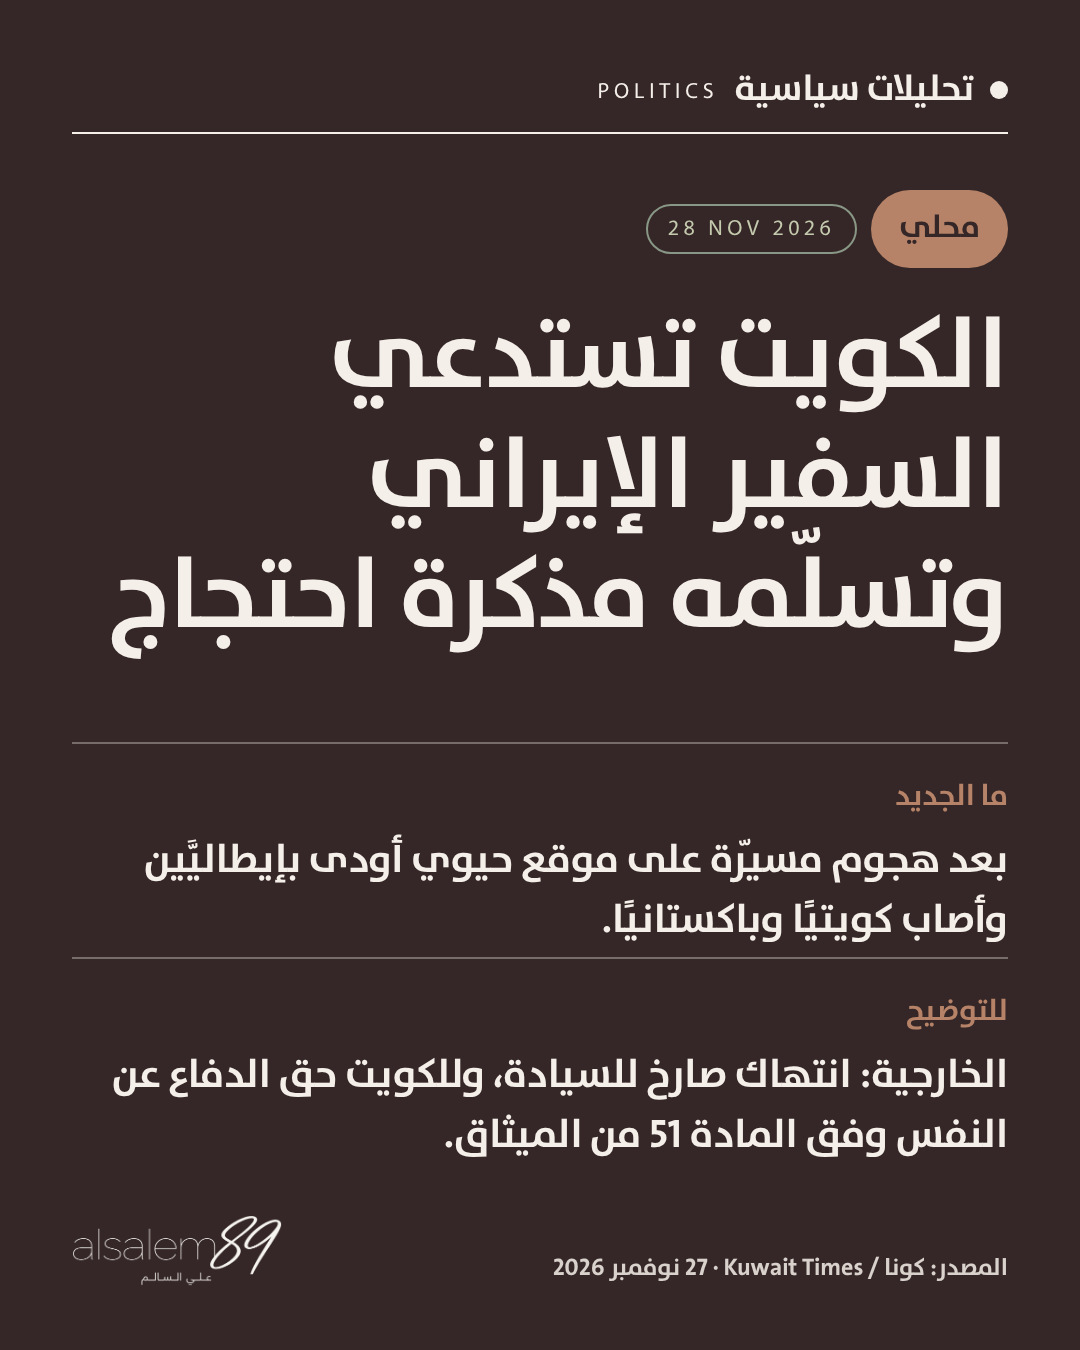 تحليلات سياسية POLITICS
محلي 28 NOV 2026
الكويت تستدعي
السفير الإيراني
وتسلّمه مذكرة احتجاج
ما الجديد
بعد هجوم مسيّرة على موقع حيوي أودى بإيطاليَّين
وأصاب كويتيًا وباكستانيًا.
للتوضيح
الخارجية: انتهاك صارخ للسيادة، وللكويت حق الدفاع عن
النفس وفق المادة 51 من الميثاق.
المصدر: كونا / Kuwait Times · 27 نوفمبر 2026
alsalem89
علي السالم